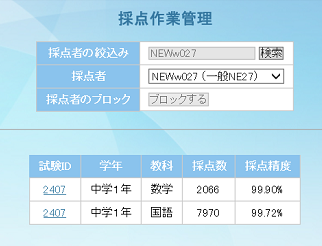 採点作業管理
採点者の絞込み NEWw027 検索
採点者 NEWw027 （一般NE27）
採点者のブロック ブロックする
試験ID 学年 教科 採点数 採点精度
2407 中学1年 数学 2066 99.90%
2407 中学1年 国語 7970 99.72%